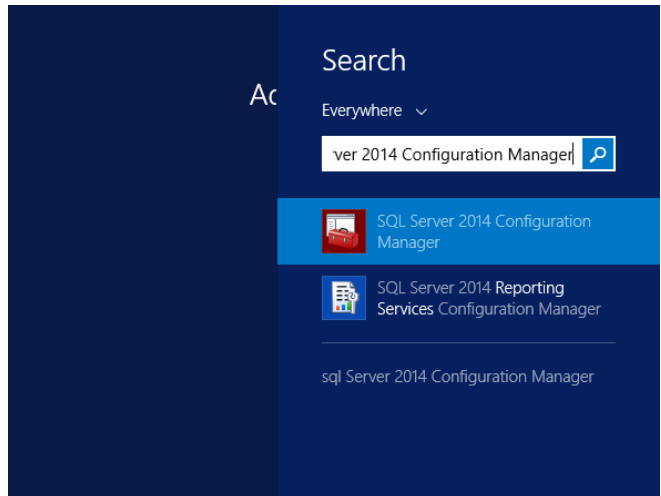 Search
Ac
Everywhere
ver 2014 Configuration Manager
SQL Server 2014 Configuration
Manager
SQL Server 2014 Reporting
Services Configuration Manager
sql Server 2014 Configuration Manager